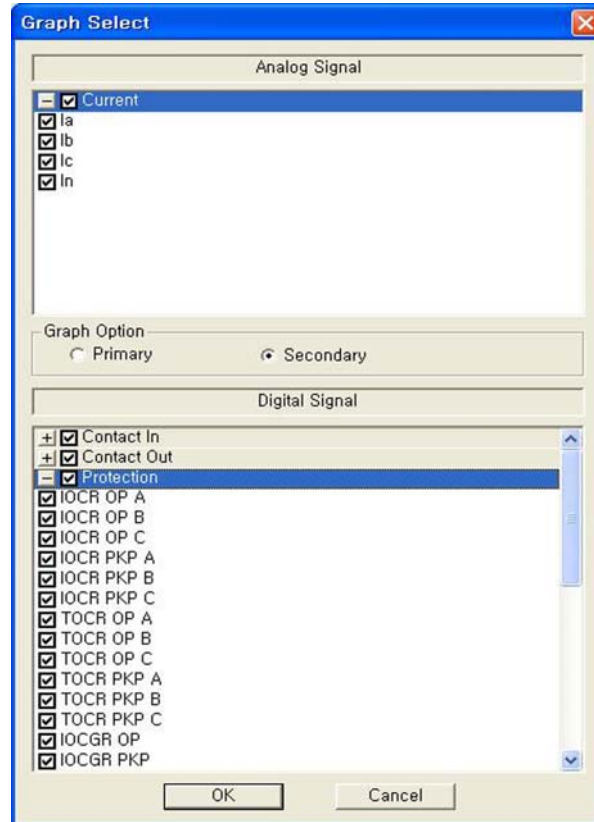 Graph Select
Analog Signal
Current
Ia
Ib
Ic
In
Graph Option
Primary
Secondary
Digital Signal
Contact In
Contact Out
Protection
IOCR OP A
IOCR OP B
IOCR OP C
IOCR PKP A
IOCR PKP B
IOCR PKP C
TOCR OP A
TOCR OP B
TOCR OP C
TOCR PKP A
TOCR PKP B
TOCR PKP C
IOCGR OP
IOCGR PKP
OK Cancel